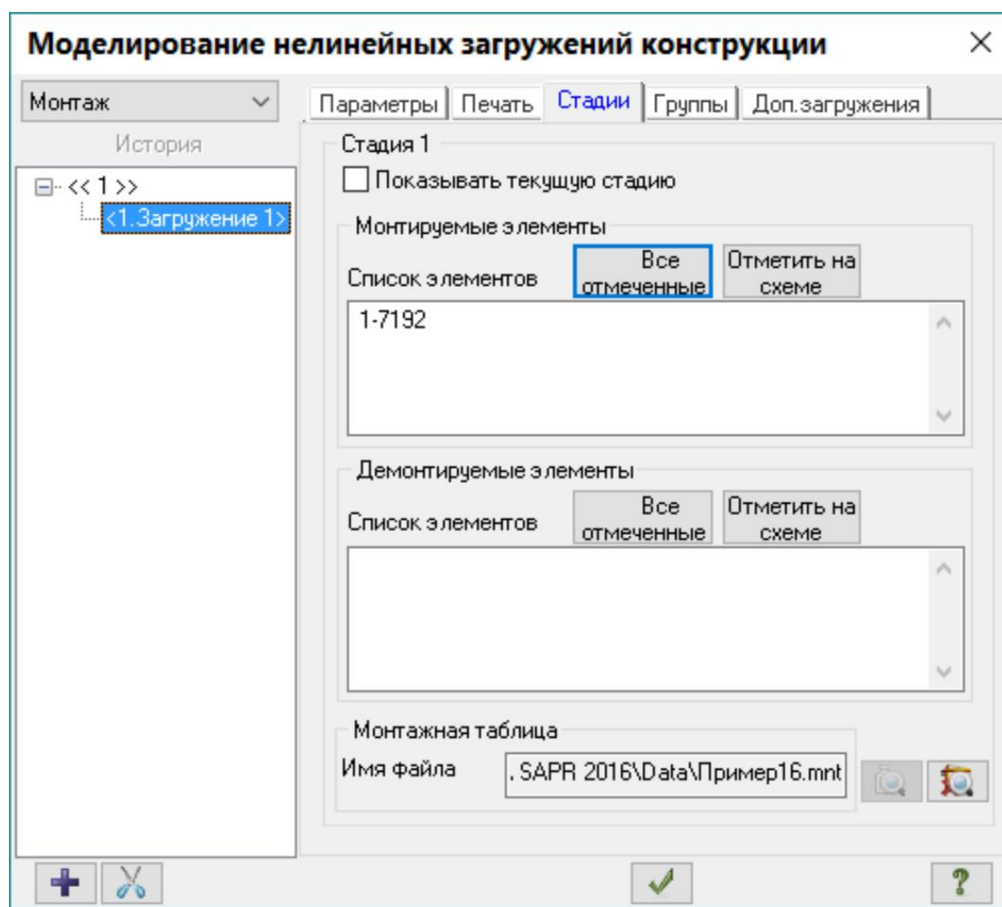 Моделирование нелинейных загружений конструкции
Монтаж
История
<< 1 >>
<1.Загружение 1>
Параметры Печать Стадии Группы Доп.загружения
Стадия 1
Показывать текущую стадию
Монтируемые элементы
Список элементов
Все
отмеченные
Отметить на
схеме
1-7192
Демонтируемые элементы
Список элементов
Все
отмеченные
Отметить на
схеме
Монтажная таблица
Имя файла
. SAPR 2016\Data\Пример16.mnt
?